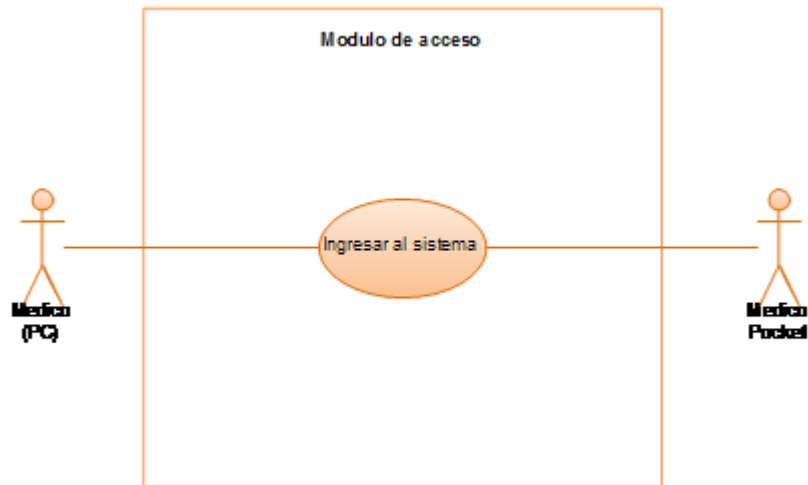 Modulo de acceso
Ingresar al sistema
Medico
(PC)
Medico
Pocket